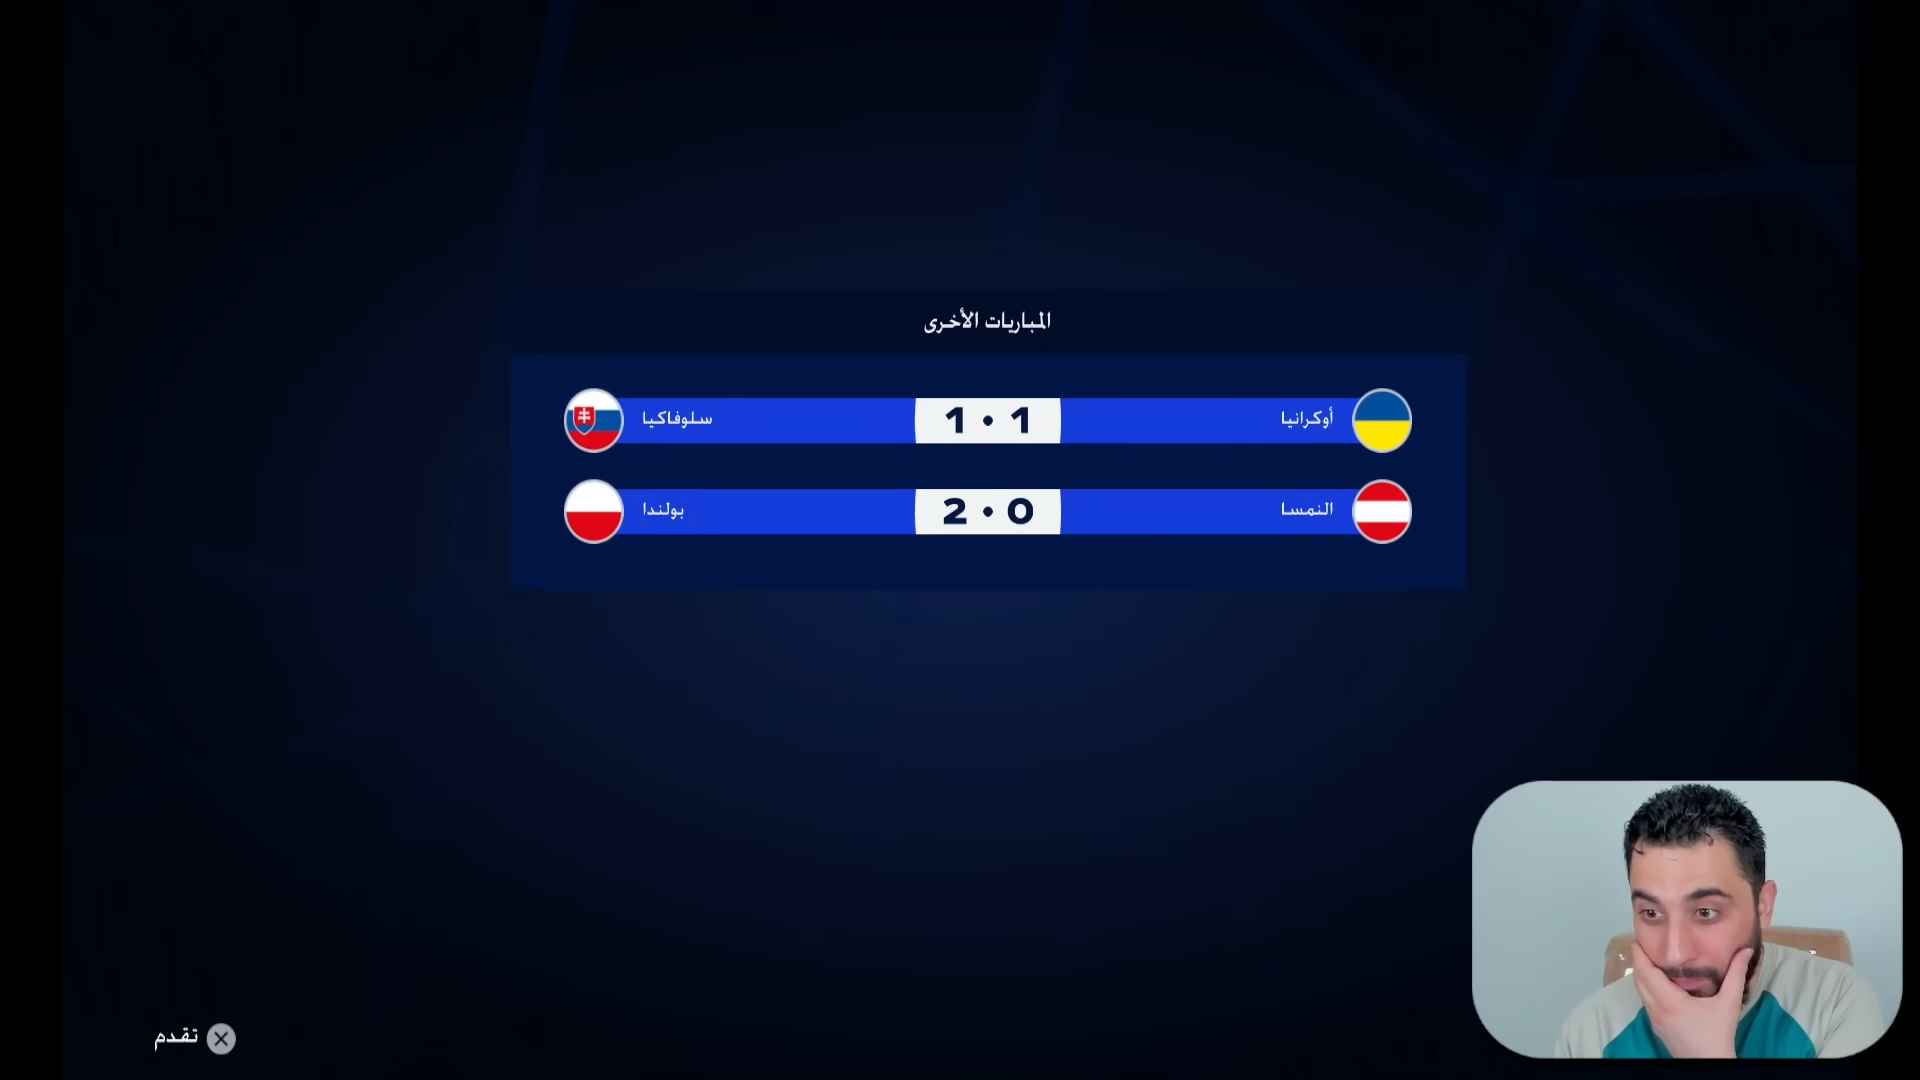 المباريات الأخرى
أوكرانيا 1 • 1 سلوفاكيا
النمسا 0 • 2 بولندا
تقدم